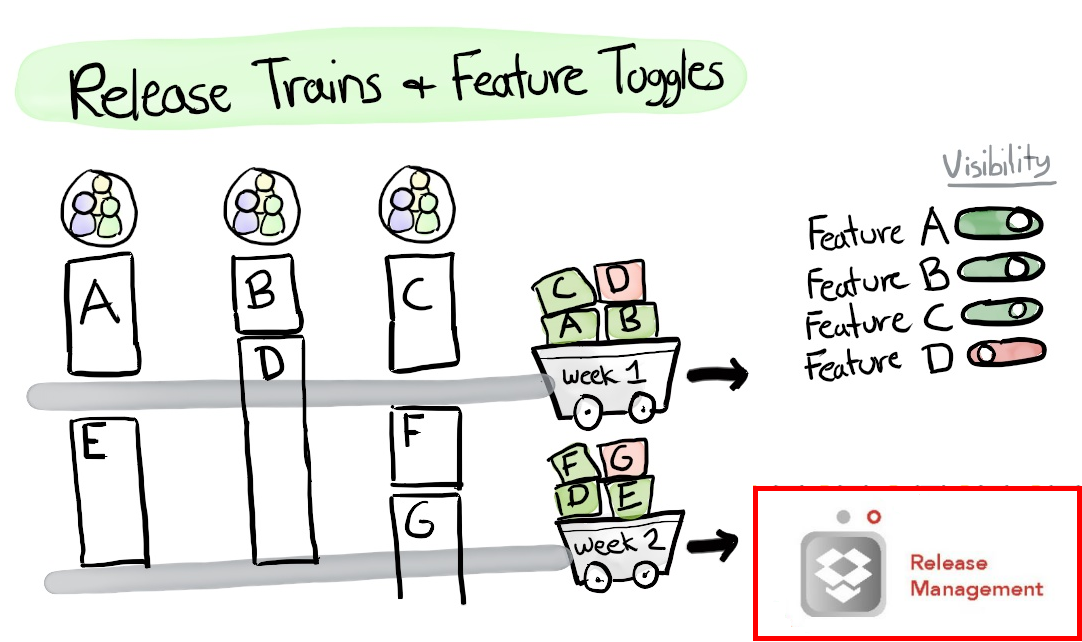 Release Trains + Feature Toggles
Visibility
Feature A
Feature B
Feature C
Feature D
A
B
C
D
C
D
A
B
week 1
E
F
G
F
G
D
E
week 2
Release
Management